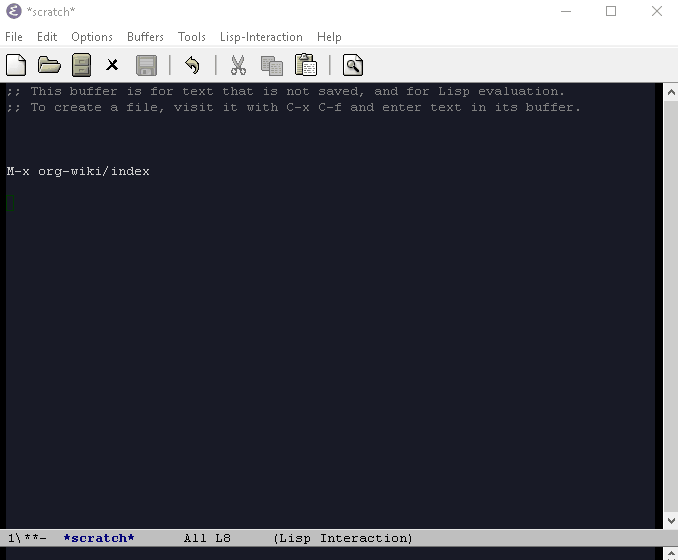 *scratch*
File Edit Options Buffers Tools Lisp-Interaction Help
;; This buffer is for text that is not saved, and for Lisp evaluation.
;; To create a file, visit it with C-x C-f and enter text in its buffer.
M-x org-wiki/index
1\**-  *scratch*      All L8     (Lisp Interaction)